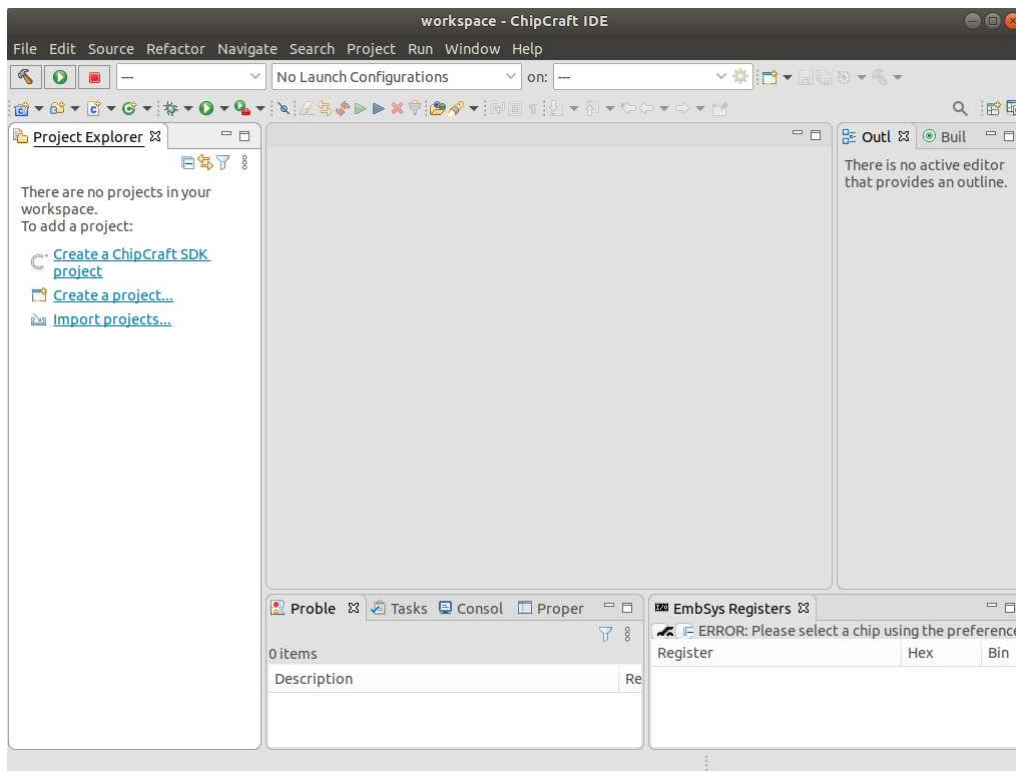 workspace - ChipCraft IDE
File Edit Source Refactor Navigate Search Project Run Window Help
--- No Launch Configurations on: ---
Project Explorer
Outl Buil
There are no projects in your
workspace.
To add a project:
Create a ChipCraft SDK
project
Create a project...
Import projects...
There is no active editor
that provides an outline.
Proble Tasks Consol Proper
0 items
Description Re
EmbSys Registers
ERROR: Please select a chip using the preference
Register Hex Bin